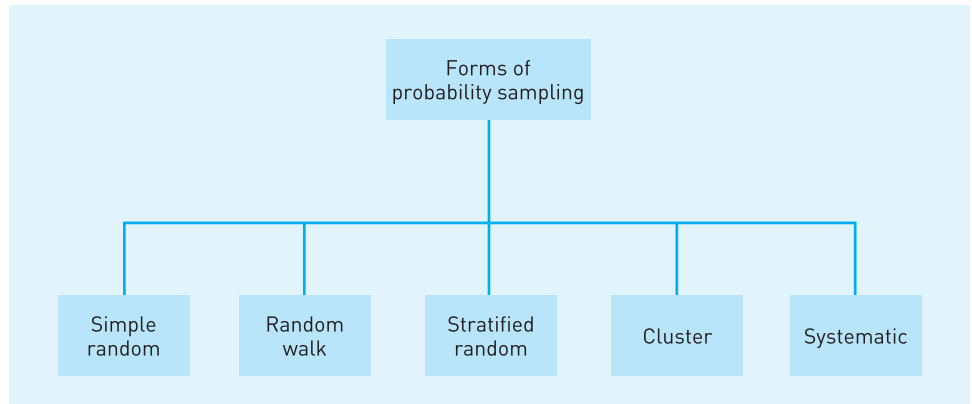 Forms of
probability sampling
Simple
random
Random
walk
Stratified
random
Cluster
Systematic